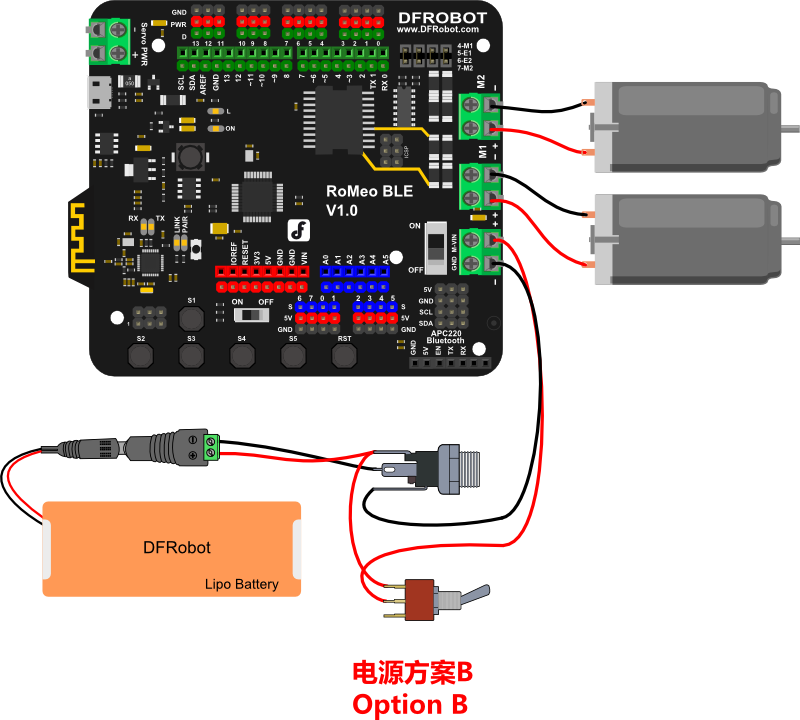 DFROBOT
www.DFRobot.com
GND
PWR
D
13 12 11
10 9 8
7 6 5 4
3 2 1 0
Servo PWR
- +
SCL SDA AREF GND 13 12 ~11 ~10 ~9 8
7 ~6 ~5 4 ~3 2 TX 1 RX 0
4-M1
5-E1
6-E2
7-M2
M2
- +
M1
- +
L
ON
ICSP
RoMeo BLE
V1.0
RX TX
LINK
PAIR
IOREF RESET 3V3 5V GND GND VIN
A0 A1 A2 A3 A4 A5
ON
OFF
+
M-VIN
GND
-
ON OFF
6 7 0 1
2 3 4 5
S
5V
GND
S
5V
GND
5V
GND
SCL
SDA
APC220
Bluetooth
GND 5V EN TX RX
1
S1
S2 S3 S4 S5 RST
DFRobot
Lipo Battery
电源方案B
Option B